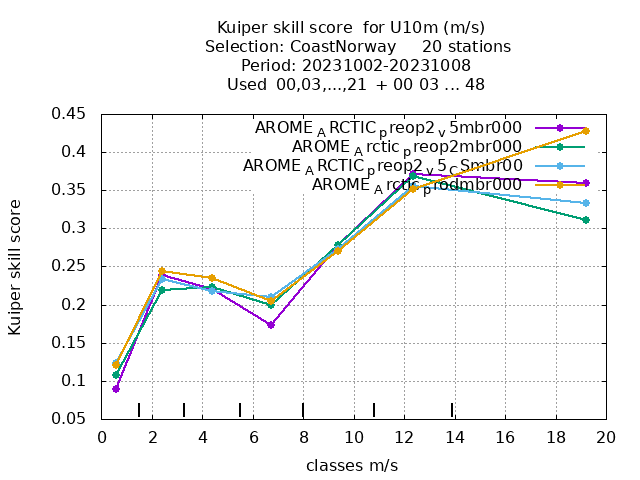 Kuiper skill score  for U10m (m/s)
Selection: CoastNorway     20 stations
Period: 20231002-20231008
Used  00,03,...,21  + 00 03 ... 48
0.45
0.4
0.35
0.3
0.25
0.2
0.15
0.1
0.05
Kuiper skill score
AROME_ARCTIC_preop2_v5mbr000
AROME_Arctic_preop2mbr000
AROME_ARCTIC_preop2_v5_CSmbr00
AROME_Arctic_prodmbr000
0 2 4 6 8 10 12 14 16 18 20
classes m/s